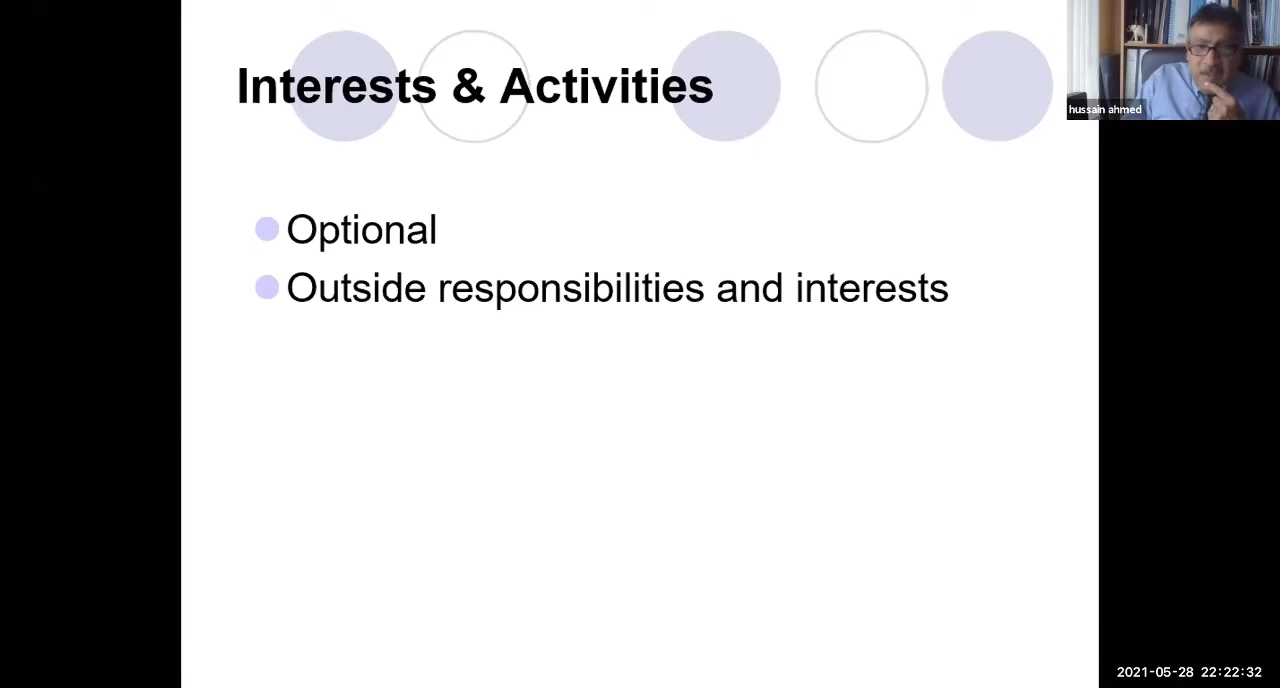 Interests & Activities
hussain ahmed
Optional
Outside responsibilities and interests
2021-05-28 22:22:32